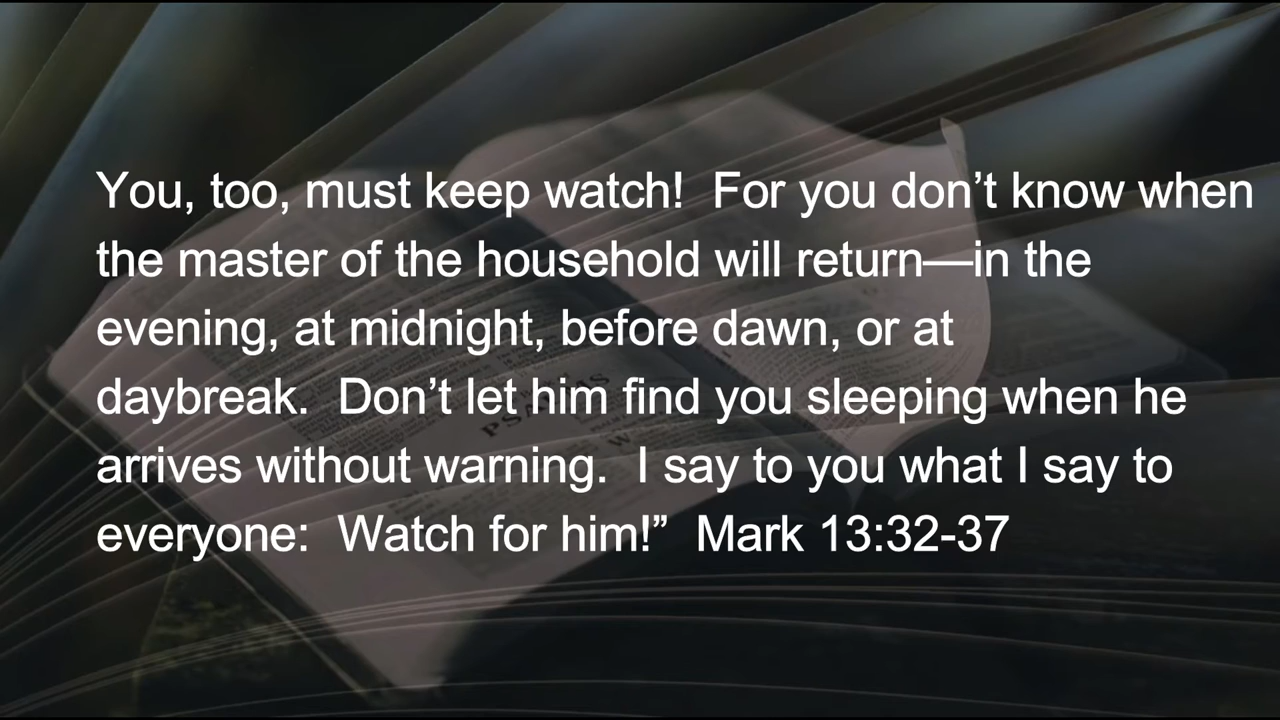 You, too, must keep watch!  For you don’t know when
the master of the household will return—in the
evening, at midnight, before dawn, or at
daybreak.  Don’t let him find you sleeping when he
arrives without warning.  I say to you what I say to
everyone:  Watch for him!”  Mark 13:32-37
PSALMS